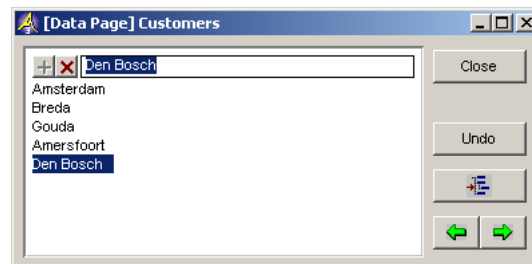 [Data Page] Customers
Den Bosch
Close
Amsterdam
Breda
Gouda
Undo
Amersfoort
Den Bosch